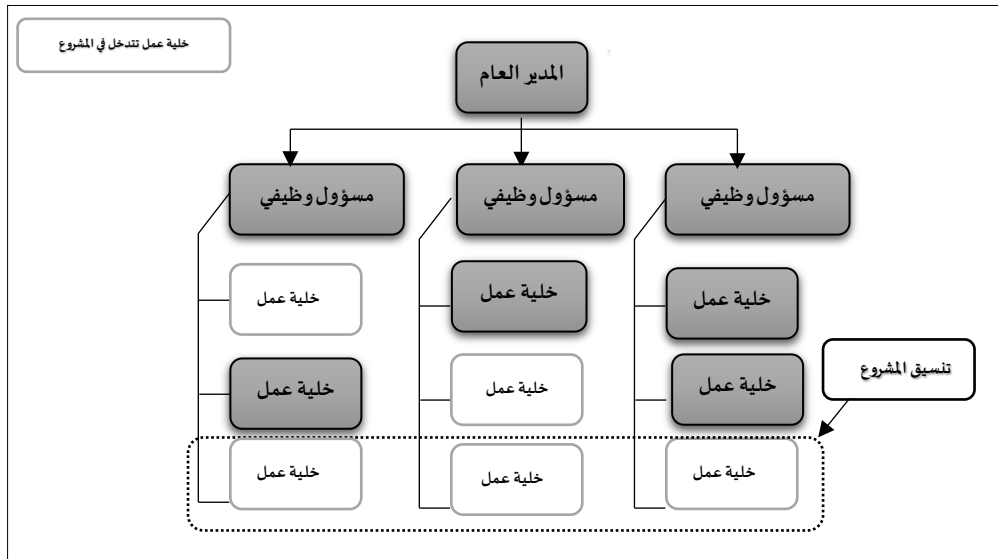 خلية عمل تتدخل في المشروع
المدير العام
مسؤول وظيفي
مسؤول وظيفي
مسؤول وظيفي
خلية عمل
خلية عمل
خلية عمل
خلية عمل
خلية عمل
خلية عمل
تنسيق المشروع
خلية عمل
خلية عمل
خلية عمل